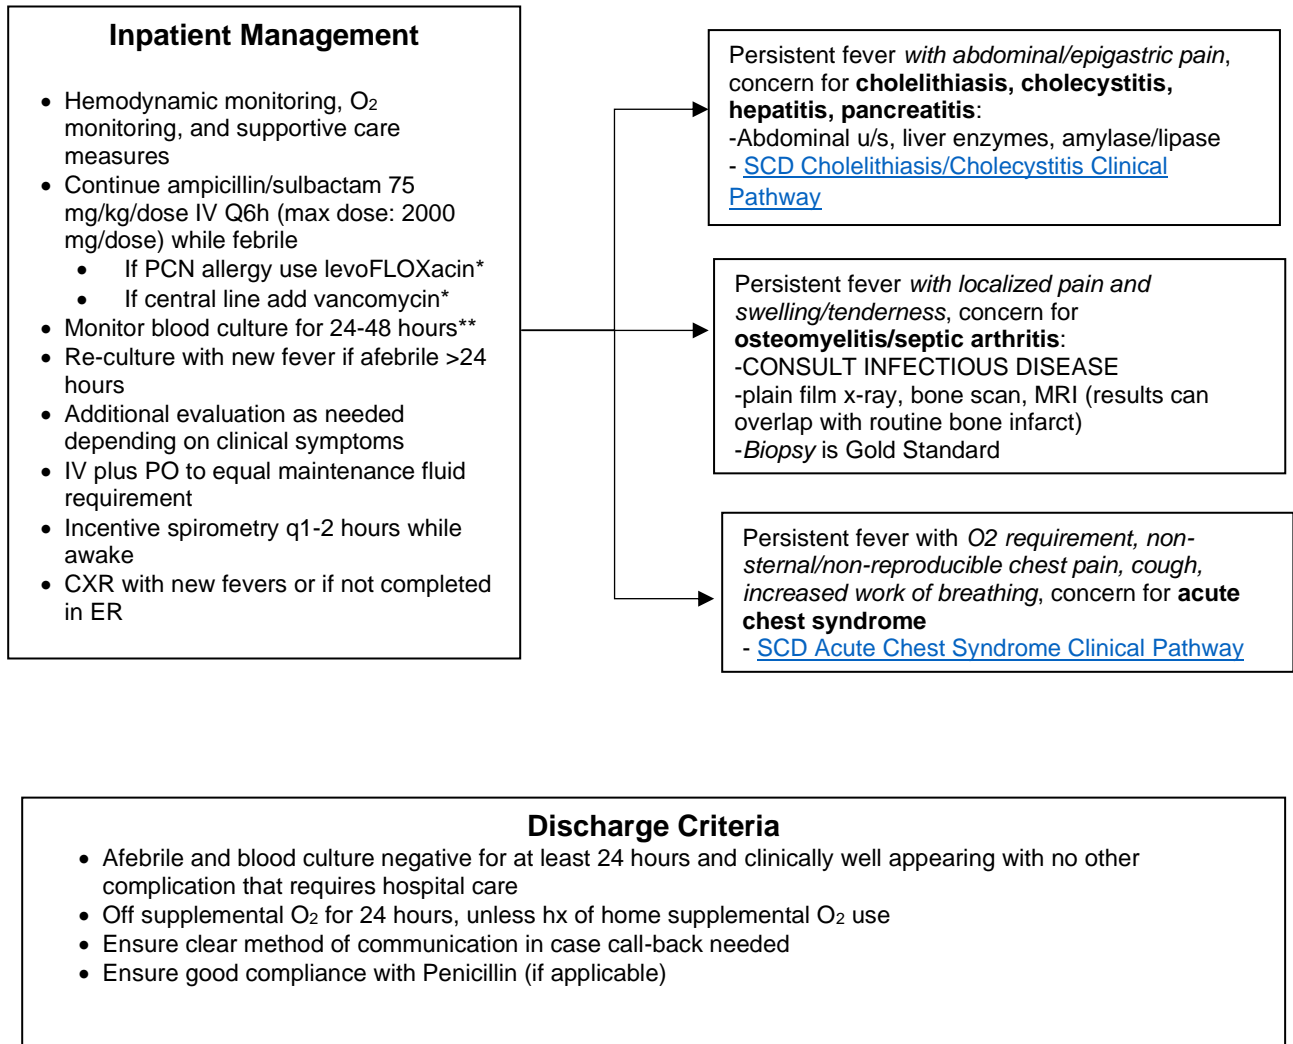 Inpatient Management
• Hemodynamic monitoring, O2
monitoring, and supportive care
measures
• Continue ampicillin/sulbactam 75
mg/kg/dose IV Q6h (max dose: 2000
mg/dose) while febrile
• If PCN allergy use levoFLOXacin*
• If central line add vancomycin*
• Monitor blood culture for 24-48 hours**
• Re-culture with new fever if afebrile >24
hours
• Additional evaluation as needed
depending on clinical symptoms
• IV plus PO to equal maintenance fluid
requirement
• Incentive spirometry q1-2 hours while
awake
• CXR with new fevers or if not completed
in ER
Persistent fever with abdominal/epigastric pain,
concern for cholelithiasis, cholecystitis,
hepatitis, pancreatitis:
-Abdominal u/s, liver enzymes, amylase/lipase
- SCD Cholelithiasis/Cholecystitis Clinical
Pathway
Persistent fever with localized pain and
swelling/tenderness, concern for
osteomyelitis/septic arthritis:
-CONSULT INFECTIOUS DISEASE
-plain film x-ray, bone scan, MRI (results can
overlap with routine bone infarct)
-Biopsy is Gold Standard
Persistent fever with O2 requirement, non-
sternal/non-reproducible chest pain, cough,
increased work of breathing, concern for acute
chest syndrome
- SCD Acute Chest Syndrome Clinical Pathway
Discharge Criteria
• Afebrile and blood culture negative for at least 24 hours and clinically well appearing with no other
complication that requires hospital care
• Off supplemental O2 for 24 hours, unless hx of home supplemental O2 use
• Ensure clear method of communication in case call-back needed
• Ensure good compliance with Penicillin (if applicable)